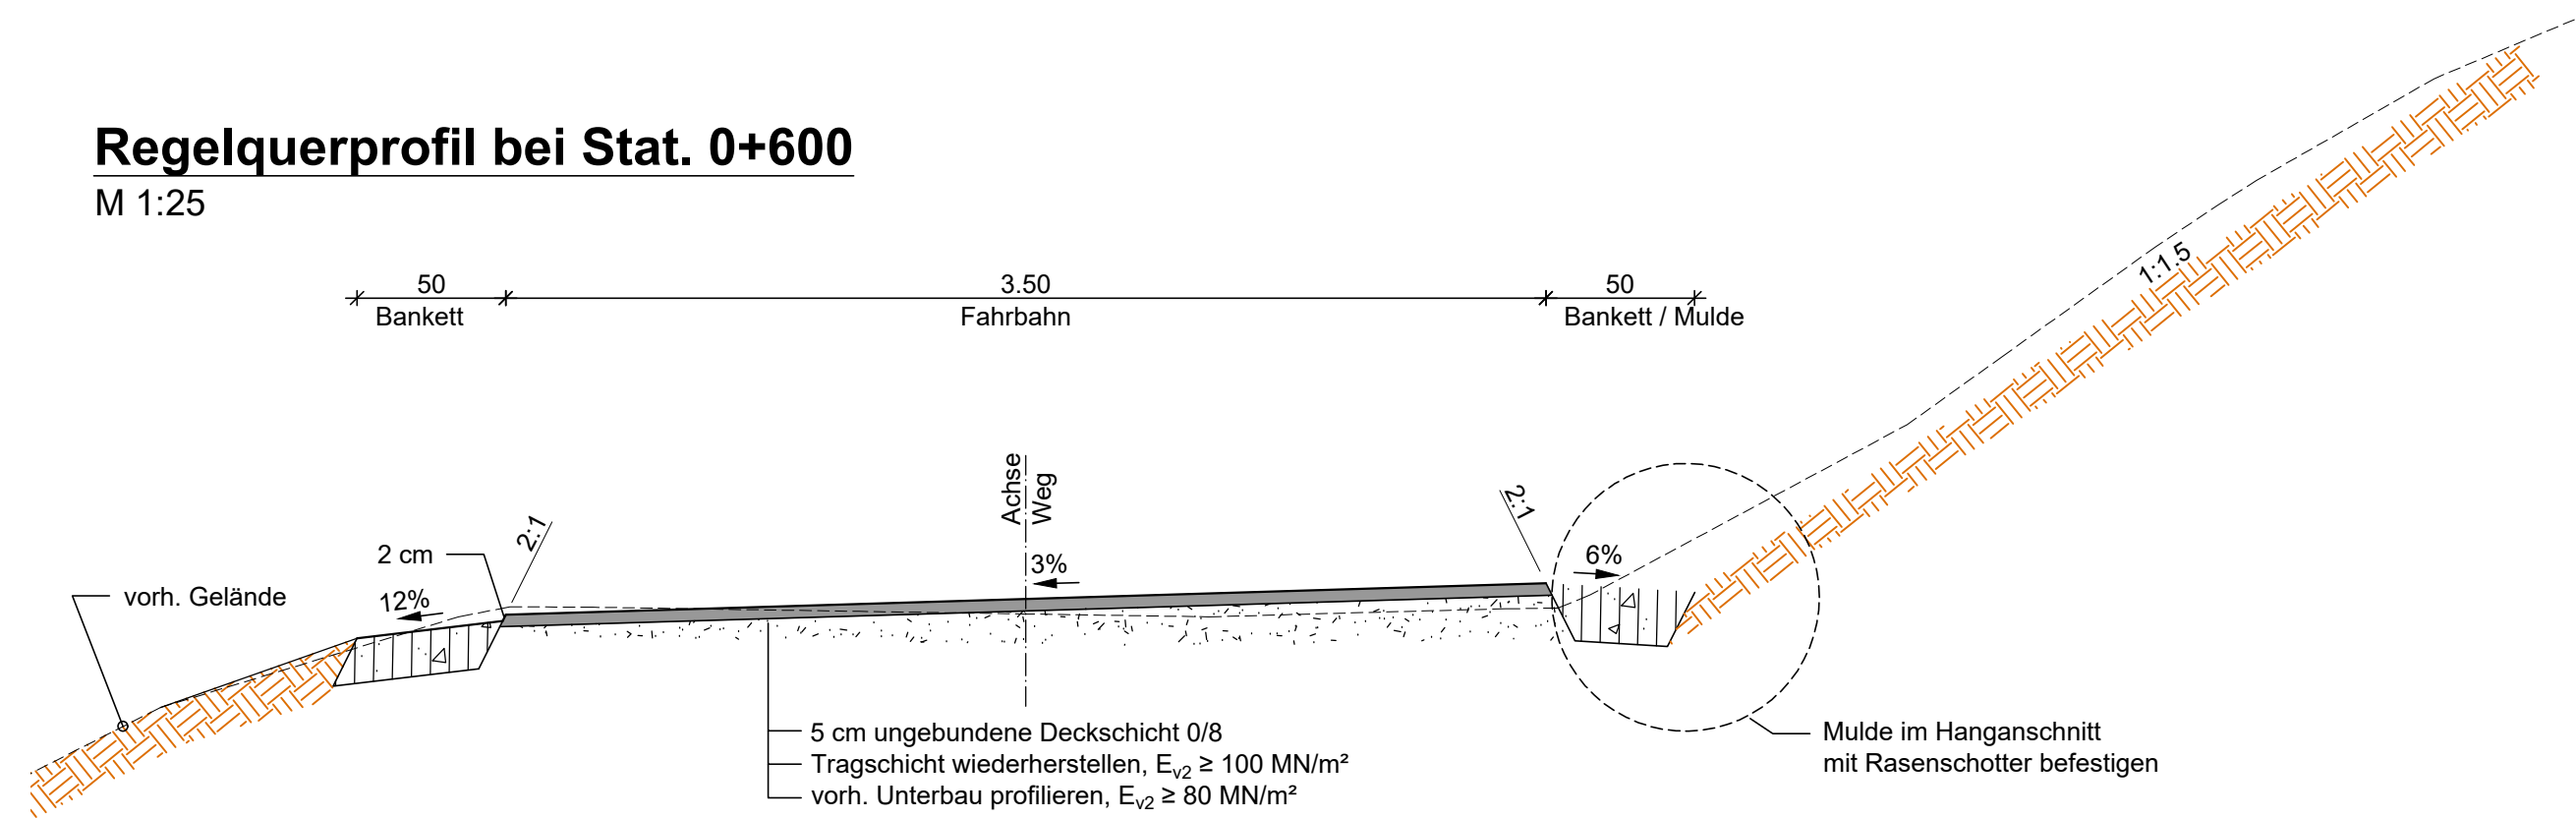 Regelquerprofil bei Stat. 0+600
M 1:25
50
3.50
50
Bankett
Fahrbahn
Bankett / Mulde
1:1.5
Achse
Weg
2:1
2:1
2 cm
3%
6%
vorh. Gelände
12%
5 cm ungebundene Deckschicht 0/8
Tragschicht wiederherstellen, Ev2 ≥ 100 MN/m²
vorh. Unterbau profilieren, Ev2 ≥ 80 MN/m²
Mulde im Hanganschnitt
mit Rasenschotter befestigen